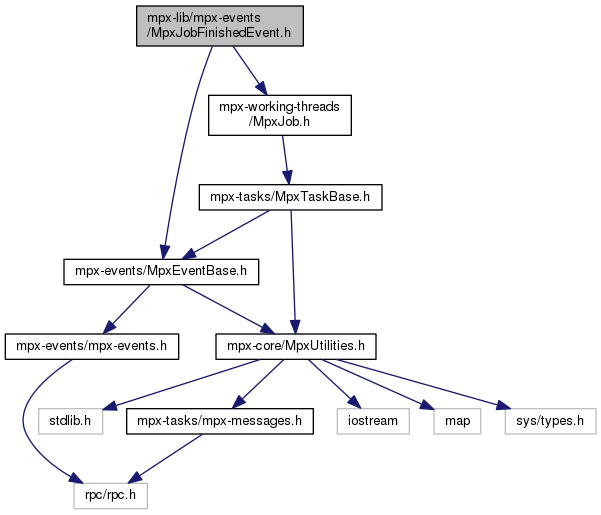 mpx-lib/mpx-events
/MpxJobFinishedEvent.h
mpx-working-threads
/MpxJob.h
mpx-tasks/MpxTaskBase.h
mpx-events/MpxEventBase.h
mpx-events/mpx-events.h
mpx-core/MpxUtilities.h
stdlib.h
mpx-tasks/mpx-messages.h
iostream
map
sys/types.h
rpc/rpc.h